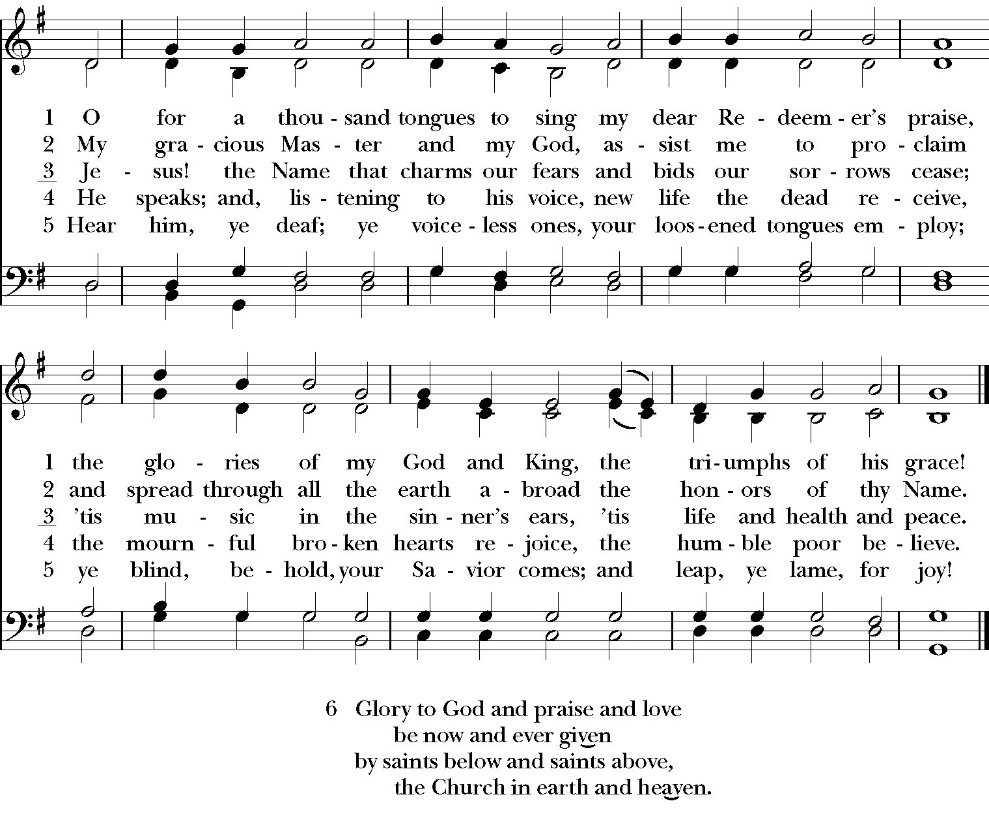 1 O for a thou - sand tongues to sing my dear Re - deem - er's praise,
2 My gra - cious Mas - ter and my God, as - sist me to pro - claim
3 Je - sus! the Name that charms our fears and bids our sor - rows cease;
4 He speaks; and, lis - tening to his voice, new life the dead re - ceive,
5 Hear him, ye deaf; ye voice - less ones, your loos - ened tongues em - ploy;
1 the glo - ries of my God and King, the tri - umphs of his grace!
2 and spread through all the earth a - broad the hon - ors of thy Name.
3 'tis mu - sic in the sin - ner's ears, 'tis life and health and peace.
4 the mourn - ful bro - ken hearts re - joice, the hum - ble poor be - lieve.
5 ye blind, be - hold, your Sa - vior comes; and leap, ye lame, for joy!
6 Glory to God and praise and love
be now and ever given
by saints below and saints above,
the Church in earth and heaven.